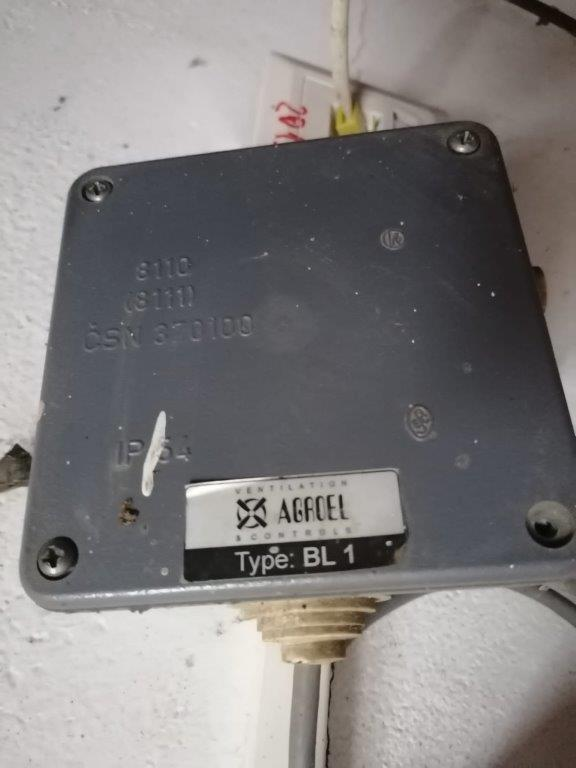 8110
(8111)
ČSN 370100
IP 54
VENTILATION
AGROEL
& CONTROLS
Type: BL 1